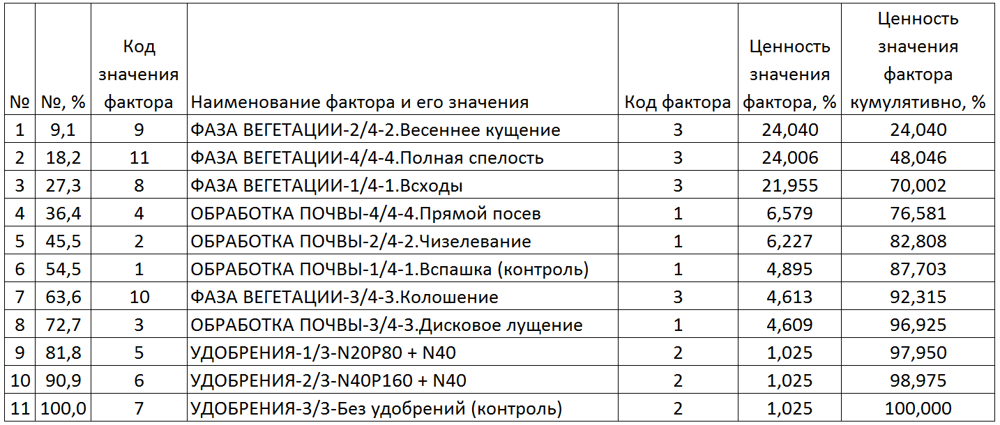 № №, % Код значения фактора Наименование фактора и его значения Код фактора Ценность значения фактора, % Ценность значения фактора кумулятивно, %
1 9,1 9 ФАЗА ВЕГЕТАЦИИ-2/4-2.Весеннее кущение 3 24,040 24,040
2 18,2 11 ФАЗА ВЕГЕТАЦИИ-4/4-4.Полная спелость 3 24,006 48,046
3 27,3 8 ФАЗА ВЕГЕТАЦИИ-1/4-1.Всходы 3 21,955 70,002
4 36,4 4 ОБРАБОТКА ПОЧВЫ-4/4-4.Прямой посев 1 6,579 76,581
5 45,5 2 ОБРАБОТКА ПОЧВЫ-2/4-2.Чизелевание 1 6,227 82,808
6 54,5 1 ОБРАБОТКА ПОЧВЫ-1/4-1.Вспашка (контроль) 1 4,895 87,703
7 63,6 10 ФАЗА ВЕГЕТАЦИИ-3/4-3.Колошение 3 4,613 92,315
8 72,7 3 ОБРАБОТКА ПОЧВЫ-3/4-3.Дисковое лущение 1 4,609 96,925
9 81,8 5 УДОБРЕНИЯ-1/3-N20P80 + N40 2 1,025 97,950
10 90,9 6 УДОБРЕНИЯ-2/3-N40P160 + N40 2 1,025 98,975
11 100,0 7 УДОБРЕНИЯ-3/3-Без удобрений (контроль) 2 1,025 100,000